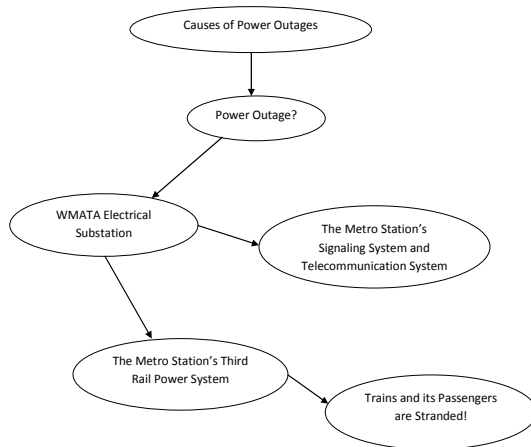 Causes of Power Outages
Power Outage?
WMATA Electrical
Substation
The Metro Station's
Signaling System and
Telecommunication System
The Metro Station's Third
Rail Power System
Trains and its Passengers
are Stranded!